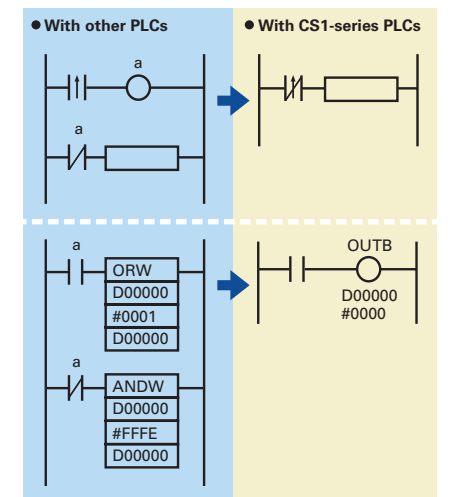 ● With other PLCs
● With CS1-series PLCs
a
a
a
ORW
D00000
#0001
D00000
OUTB
D00000
#0000
a
ANDW
D00000
#FFFE
D00000